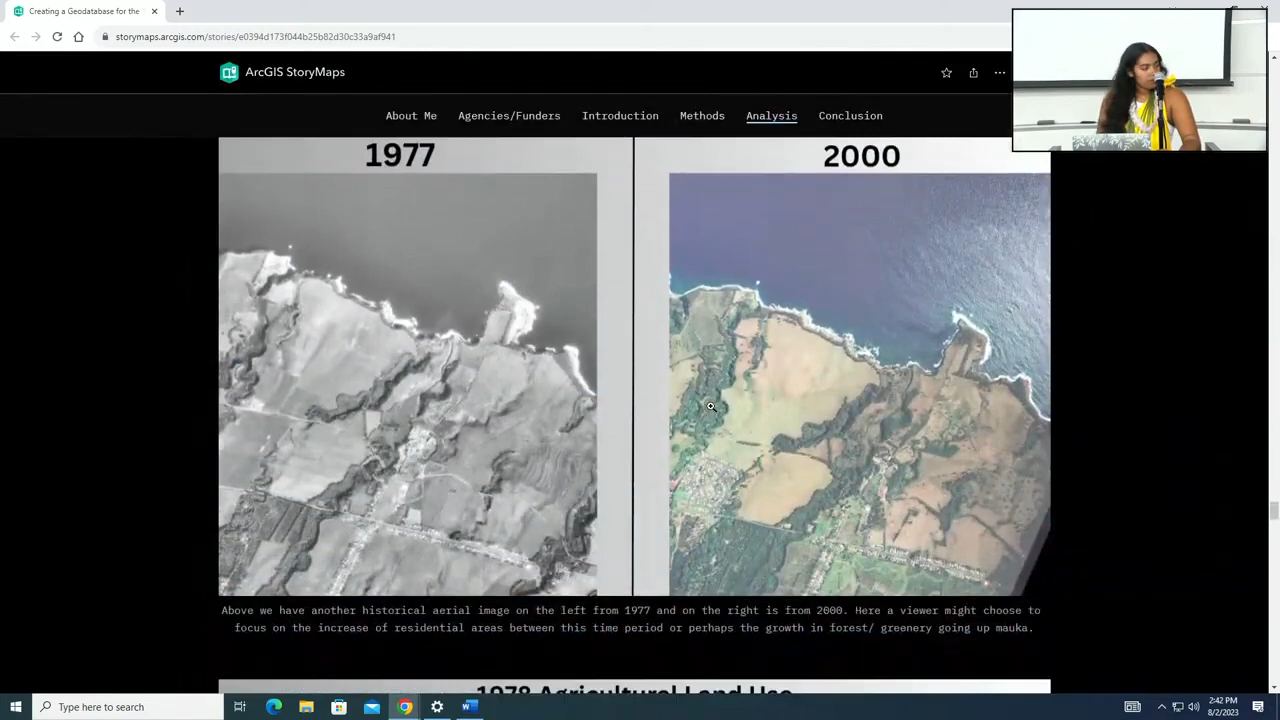 Creating a Geodatabase for the
storymaps.arcgis.com/stories/e0394d173f044b25b82d30c33a9af941
ArcGIS StoryMaps
About Me Agencies/Funders Introduction Methods Analysis Conclusion
1977 2000
Above we have another historical aerial image on the left from 1977 and on the right is from 2000. Here a viewer might choose to
focus on the increase of residential areas between this time period or perhaps the growth in forest/ greenery going up mauka.
1978 Agricultural Land Use
Type here to search
2:42 PM
8/2/2023